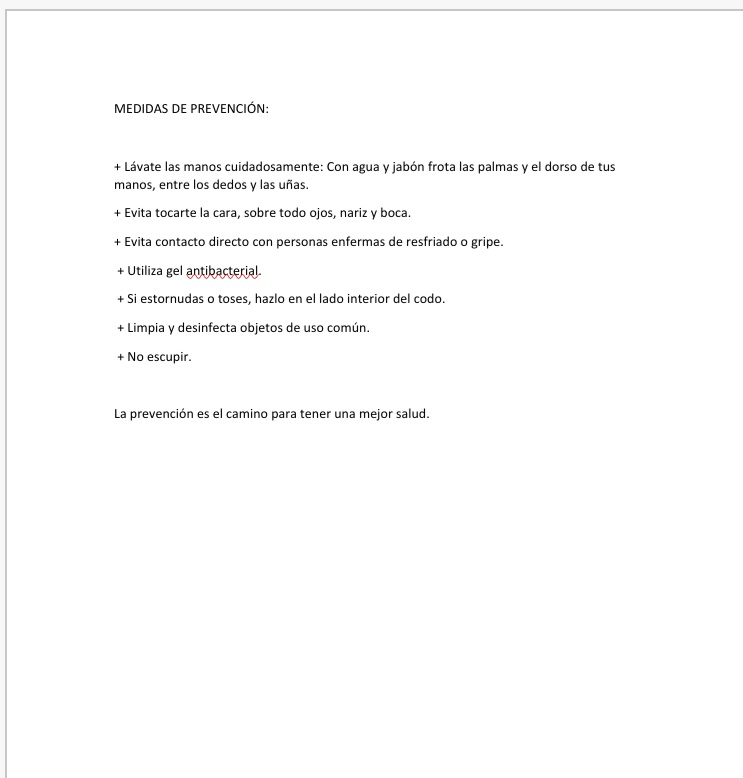 MEDIDAS DE PREVENCIÓN:
+ Lávate las manos cuidadosamente: Con agua y jabón frota las palmas y el dorso de tus
manos, entre los dedos y las uñas.
+ Evita tocarte la cara, sobre todo ojos, nariz y boca.
+ Evita contacto directo con personas enfermas de resfriado o gripe.
+ Utiliza gel antibacterial.
+ Si estornudas o toses, hazlo en el lado interior del codo.
+ Limpia y desinfecta objetos de uso común.
+ No escupir.
La prevención es el camino para tener una mejor salud.